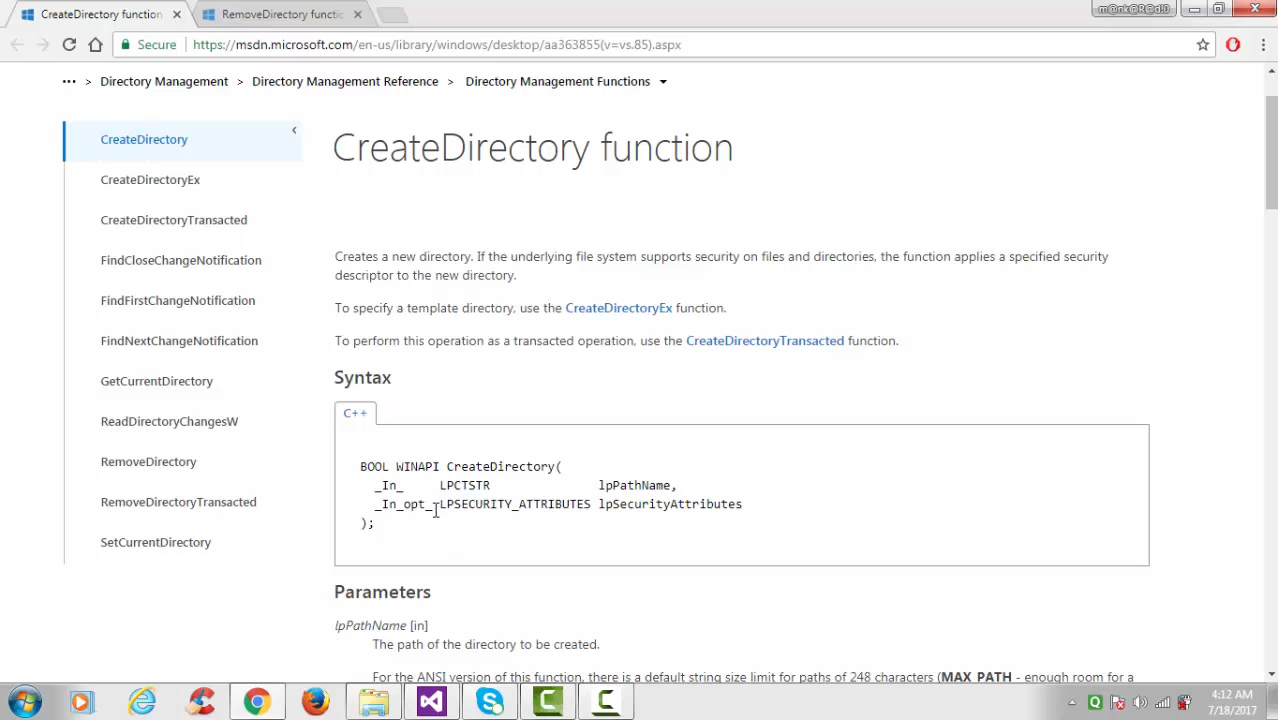 CreateDirectory function
RemoveDirectory functio
m@nk@R@dO
Secure https://msdn.microsoft.com/en-us/library/windows/desktop/aa363855(v=vs.85).aspx
••• > Directory Management > Directory Management Reference > Directory Management Functions
CreateDirectory
CreateDirectoryEx
CreateDirectoryTransacted
FindCloseChangeNotification
FindFirstChangeNotification
FindNextChangeNotification
GetCurrentDirectory
ReadDirectoryChangesW
RemoveDirectory
RemoveDirectoryTransacted
SetCurrentDirectory
CreateDirectory function
Creates a new directory. If the underlying file system supports security on files and directories, the function applies a specified security
descriptor to the new directory.
To specify a template directory, use the CreateDirectoryEx function.
To perform this operation as a transacted operation, use the CreateDirectoryTransacted function.
Syntax
C++
BOOL WINAPI CreateDirectory(
_In_ LPCTSTR lpPathName,
_In_opt_ LPSECURITY_ATTRIBUTES lpSecurityAttributes
);
Parameters
lpPathName [in]
The path of the directory to be created.
For the ANSI version of this function, there is a default string size limit for paths of 248 characters (MAX_PATH - enough room for a
4:12 AM
7/18/2017